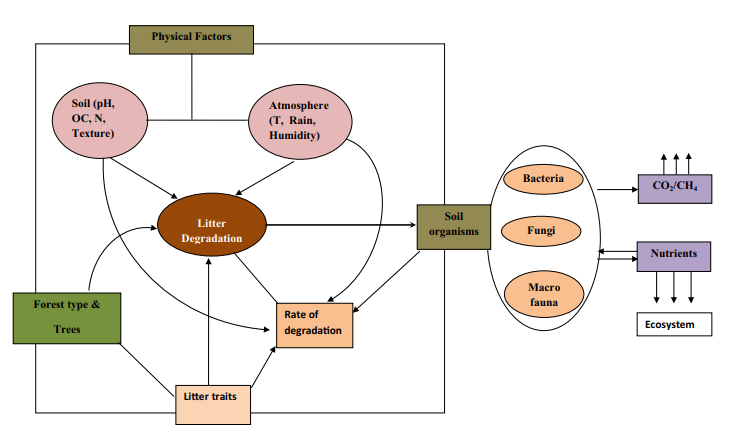 Physical Factors
Soil (pH,
OC, N,
Texture)
Atmosphere
(T, Rain,
Humidity)
Bacteria
CO2/CH4
Litter
Degradation
Soil
organisms
Fungi
Nutrients
Macro
fauna
Forest type &
Trees
Rate of
degradation
Ecosystem
Litter traits